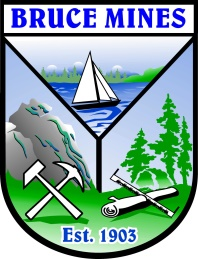 BRUCE MINES
Est. 1903